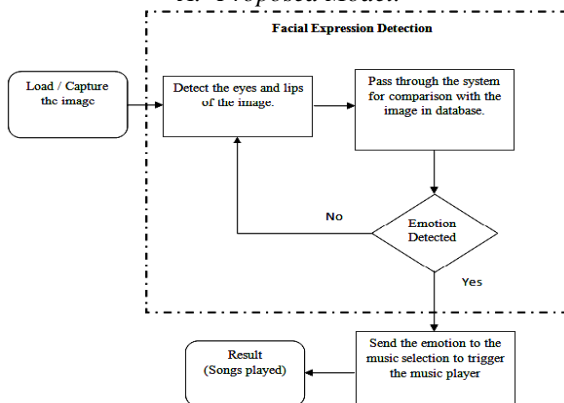 A. Proposed Model:
Facial Expression Detection
Load / Capture
the image
Detect the eyes and lips
of the image.
Pass through the system
for comparison with the
image in database.
No
Emotion
Detected
Yes
Result
(Songs played)
Send the emotion to the
music selection to trigger
the music player